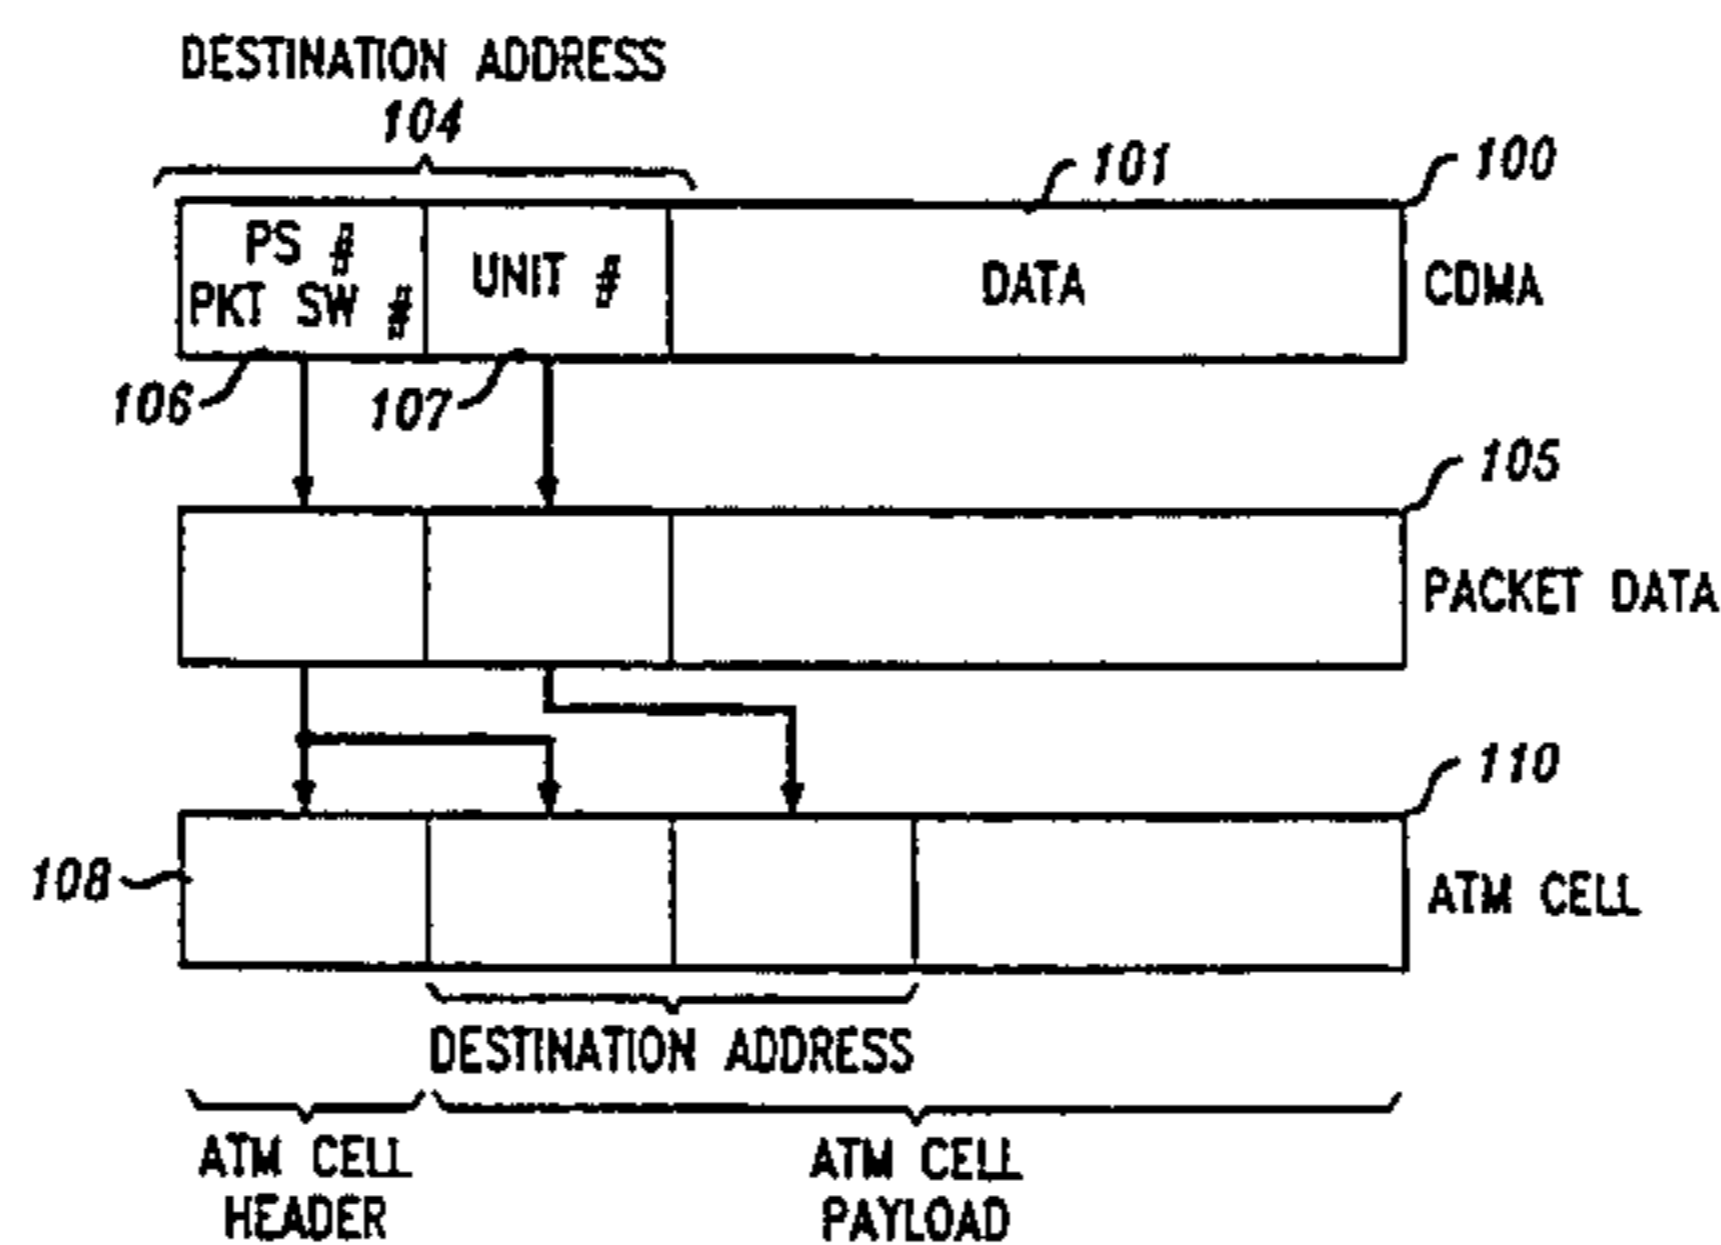 DESTINATION ADDRESS
104
101
100
PS #
PKT SW #
UNIT #
DATA
CDMA
106
107
105
PACKET DATA
110
108
ATM CELL
DESTINATION ADDRESS
ATM CELL
HEADER
ATM CELL
PAYLOAD